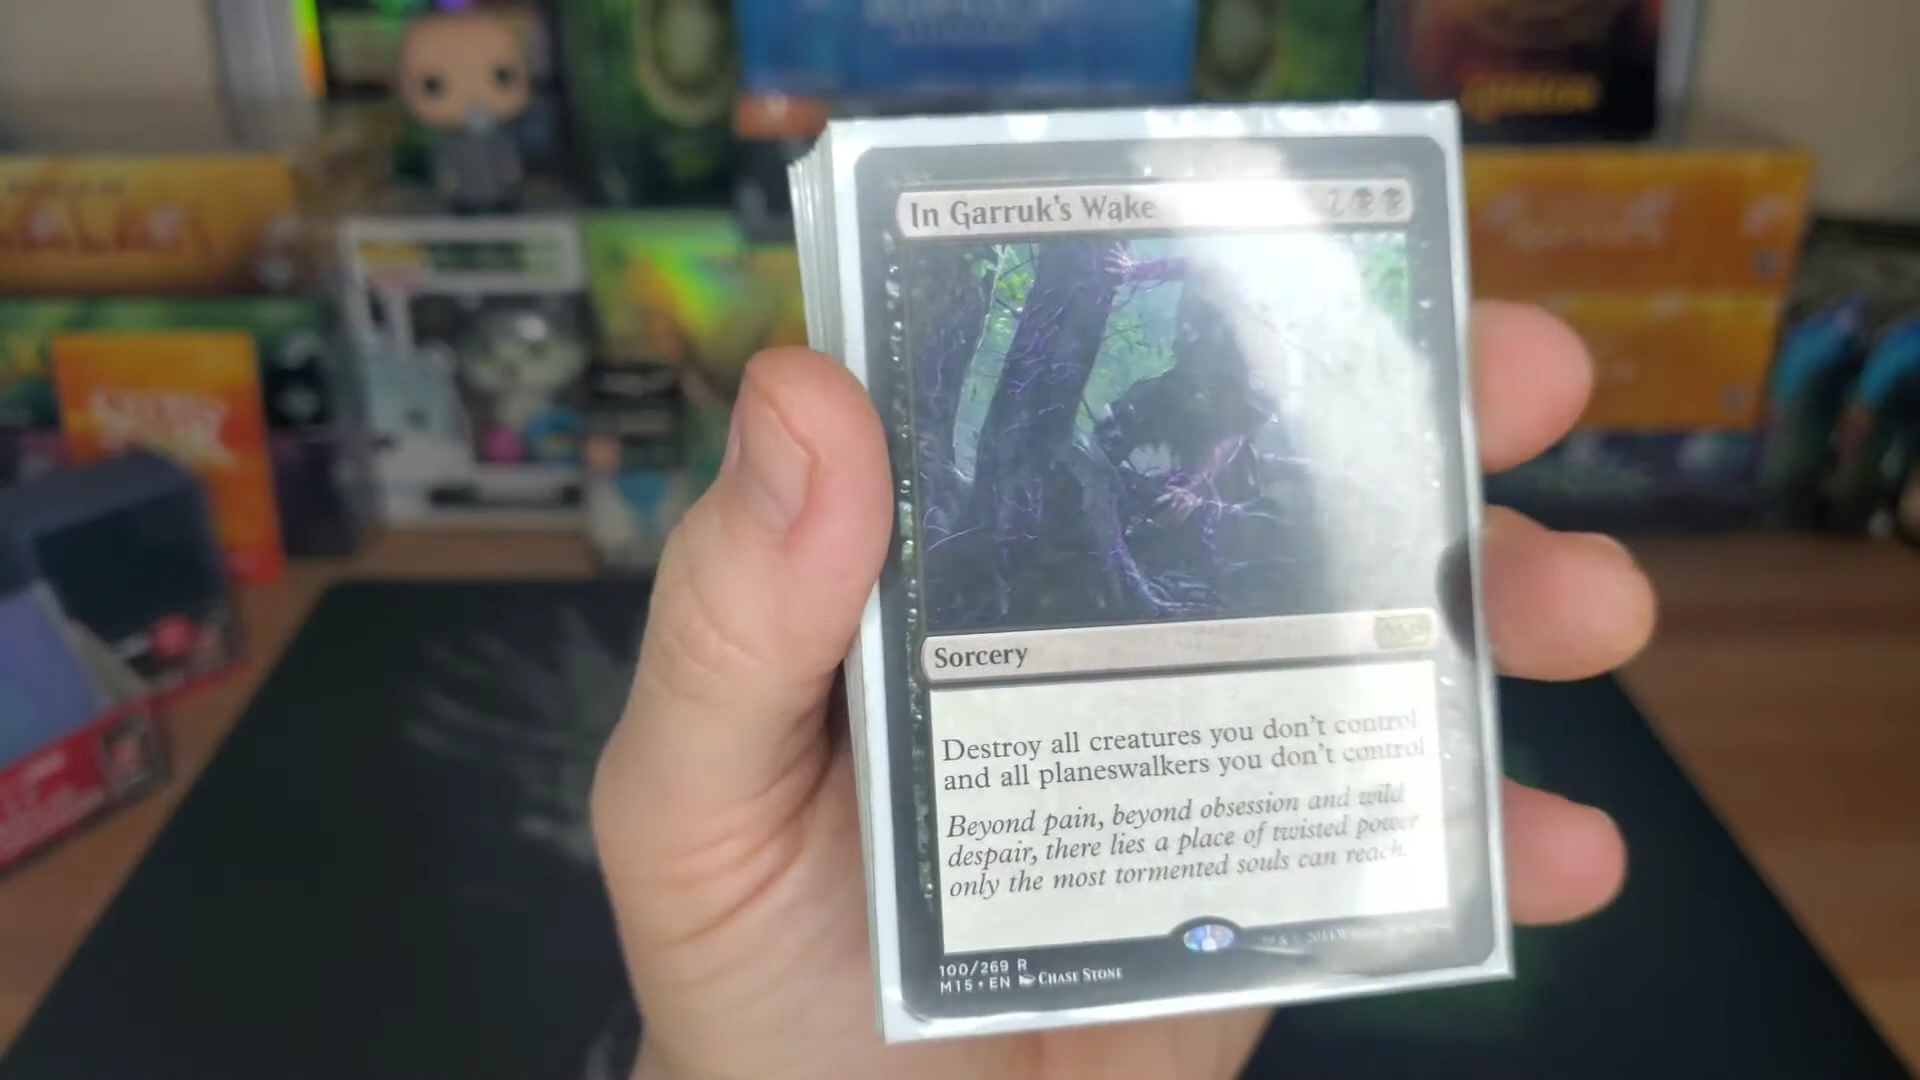 In Garruk's Wake
Sorcery
Destroy all creatures you don't control
and all planeswalkers you don't control
Beyond pain, beyond obsession and wild
despair, there lies a place of twisted power
only the most tormented souls can reach.
100/269 R
M15 • EN Chase Stone